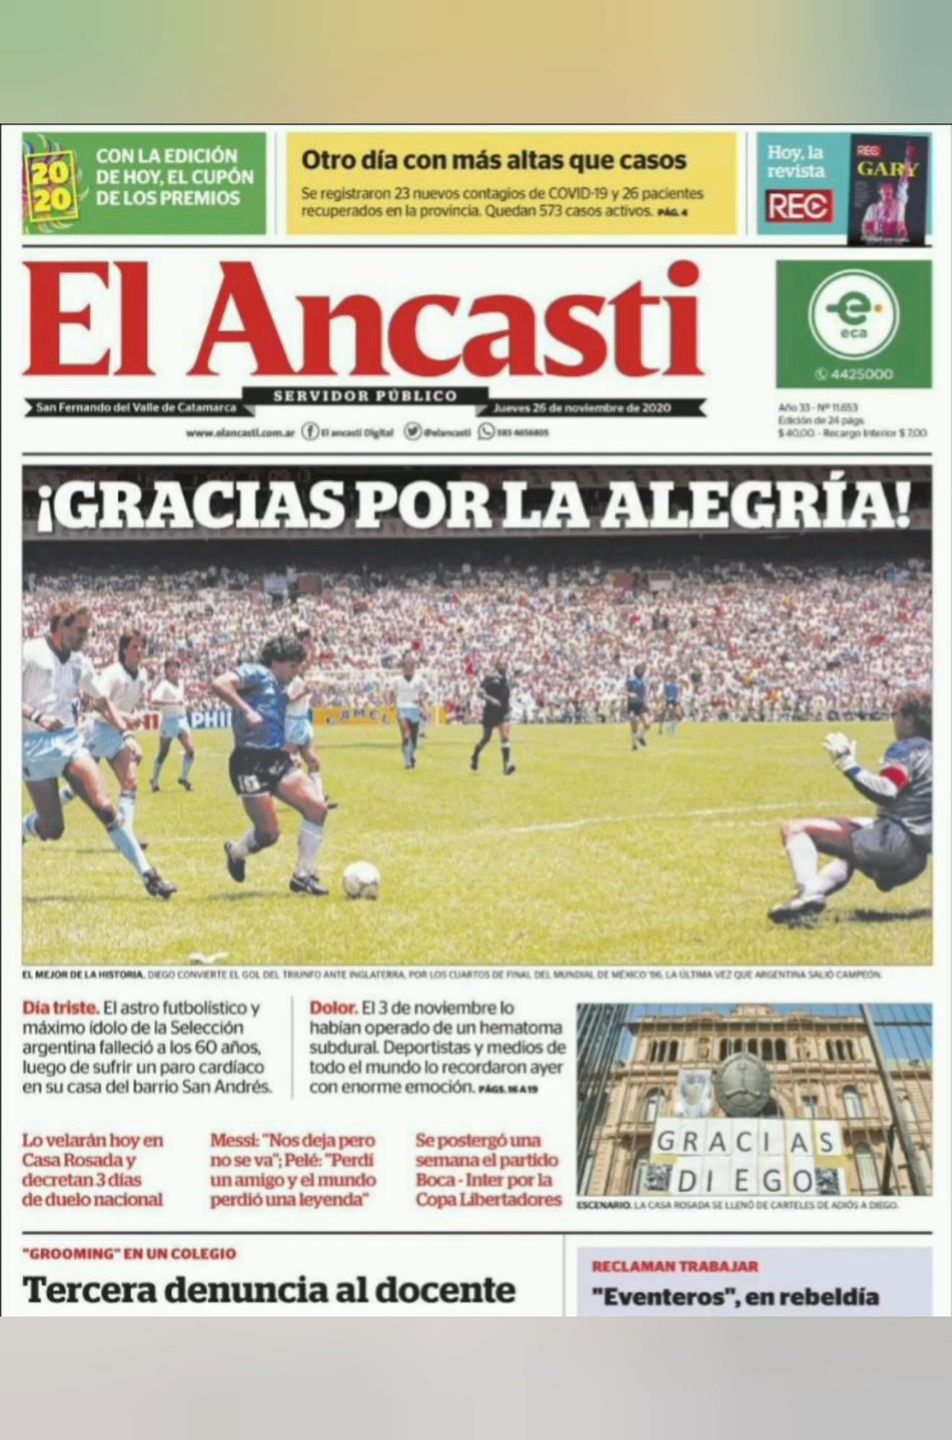 20
20
CON LA EDICIÓN
DE HOY, EL CUPÓN
DE LOS PREMIOS
Otro día con más altas que casos
Se registraron 23 nuevos contagios de COVID-19 y 26 pacientes
recuperados en la provincia. Quedan 573 casos activos. PÁG. 4
Hoy, la
revista
REC
REC
GARY
El Ancasti
SERVIDOR PÚBLICO
San Fernando del Valle de Catamarca
Jueves 26 de noviembre de 2020
www.elancasti.com.ar
El ancasti Digital
@elancasti
383 4656805
e
eca
4425000
Año 33 - Nº 11.653
Edición de 24 págs.
$ 40,00. - Recargo Interior $ 7,00
¡GRACIAS POR LA ALEGRÍA!
PHILI
CAMEL
EL MEJOR DE LA HISTORIA. DIEGO CONVIERTE EL GOL DEL TRIUNFO ANTE INGLATERRA, POR LOS CUARTOS DE FINAL DEL MUNDIAL DE MÉXICO '86. LA ÚLTIMA VEZ QUE ARGENTINA SALIÓ CAMPEÓN.
Día triste. El astro futbolístico y
máximo ídolo de la Selección
argentina falleció a los 60 años,
luego de sufrir un paro cardíaco
en su casa del barrio San Andrés.
Dolor. El 3 de noviembre lo
habían operado de un hematoma
subdural. Deportistas y medios de
todo el mundo lo recordaron ayer
con enorme emoción. PÁGS. 16 A 19
Lo velarán hoy en
Casa Rosada y
decretan 3 días
de duelo nacional
Messi: "Nos deja pero
no se va"; Pelé: "Perdí
un amigo y el mundo
perdió una leyenda"
Se postergó una
semana el partido
Boca - Inter por la
Copa Libertadores
GRACIAS
DIEGO
ESCENARIO. LA CASA ROSADA SE LLENÓ DE CARTELES DE ADIÓS A DIEGO.
"GROOMING" EN UN COLEGIO
Tercera denuncia al docente
RECLAMAN TRABAJAR
"Eventeros", en rebeldía